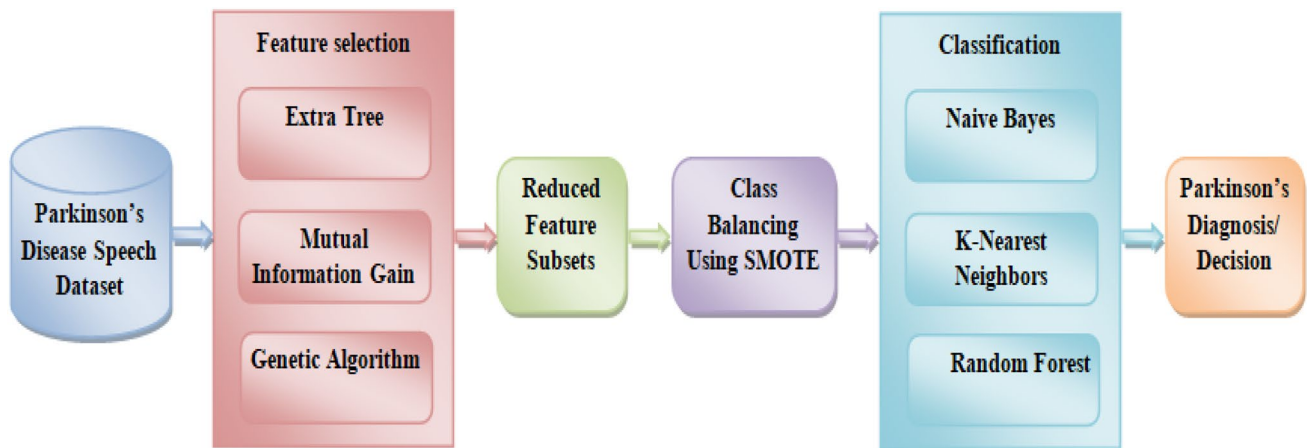 Parkinson's
Disease Speech
Dataset
Feature selection
Extra Tree
Mutual
Information Gain
Genetic Algorithm
Reduced
Feature
Subsets
Class
Balancing
Using SMOTE
Classification
Naive Bayes
K-Nearest
Neighbors
Random Forest
Parkinson's
Diagnosis/
Decision